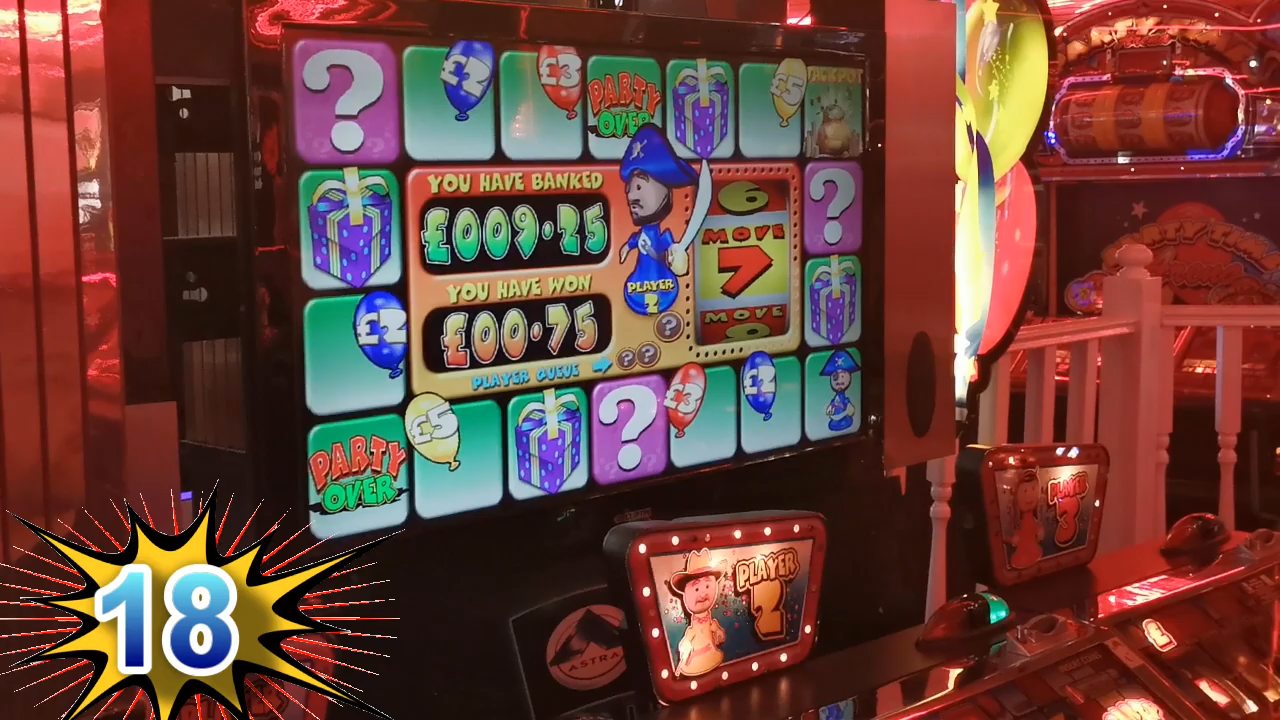 ?
£2
£3
PARTY
OVER
£5
JACKPOT
YOU HAVE BANKED
£009.25
YOU HAVE WON
£00.75
PLAYER QUEUE
? ?
?
PLAYER
2
6
MOVE
7
MOVE
?
£2
PARTY
OVER
£5
?
£3
£2
18
ASTRA
PLAYER
2
PLAYER
3
£